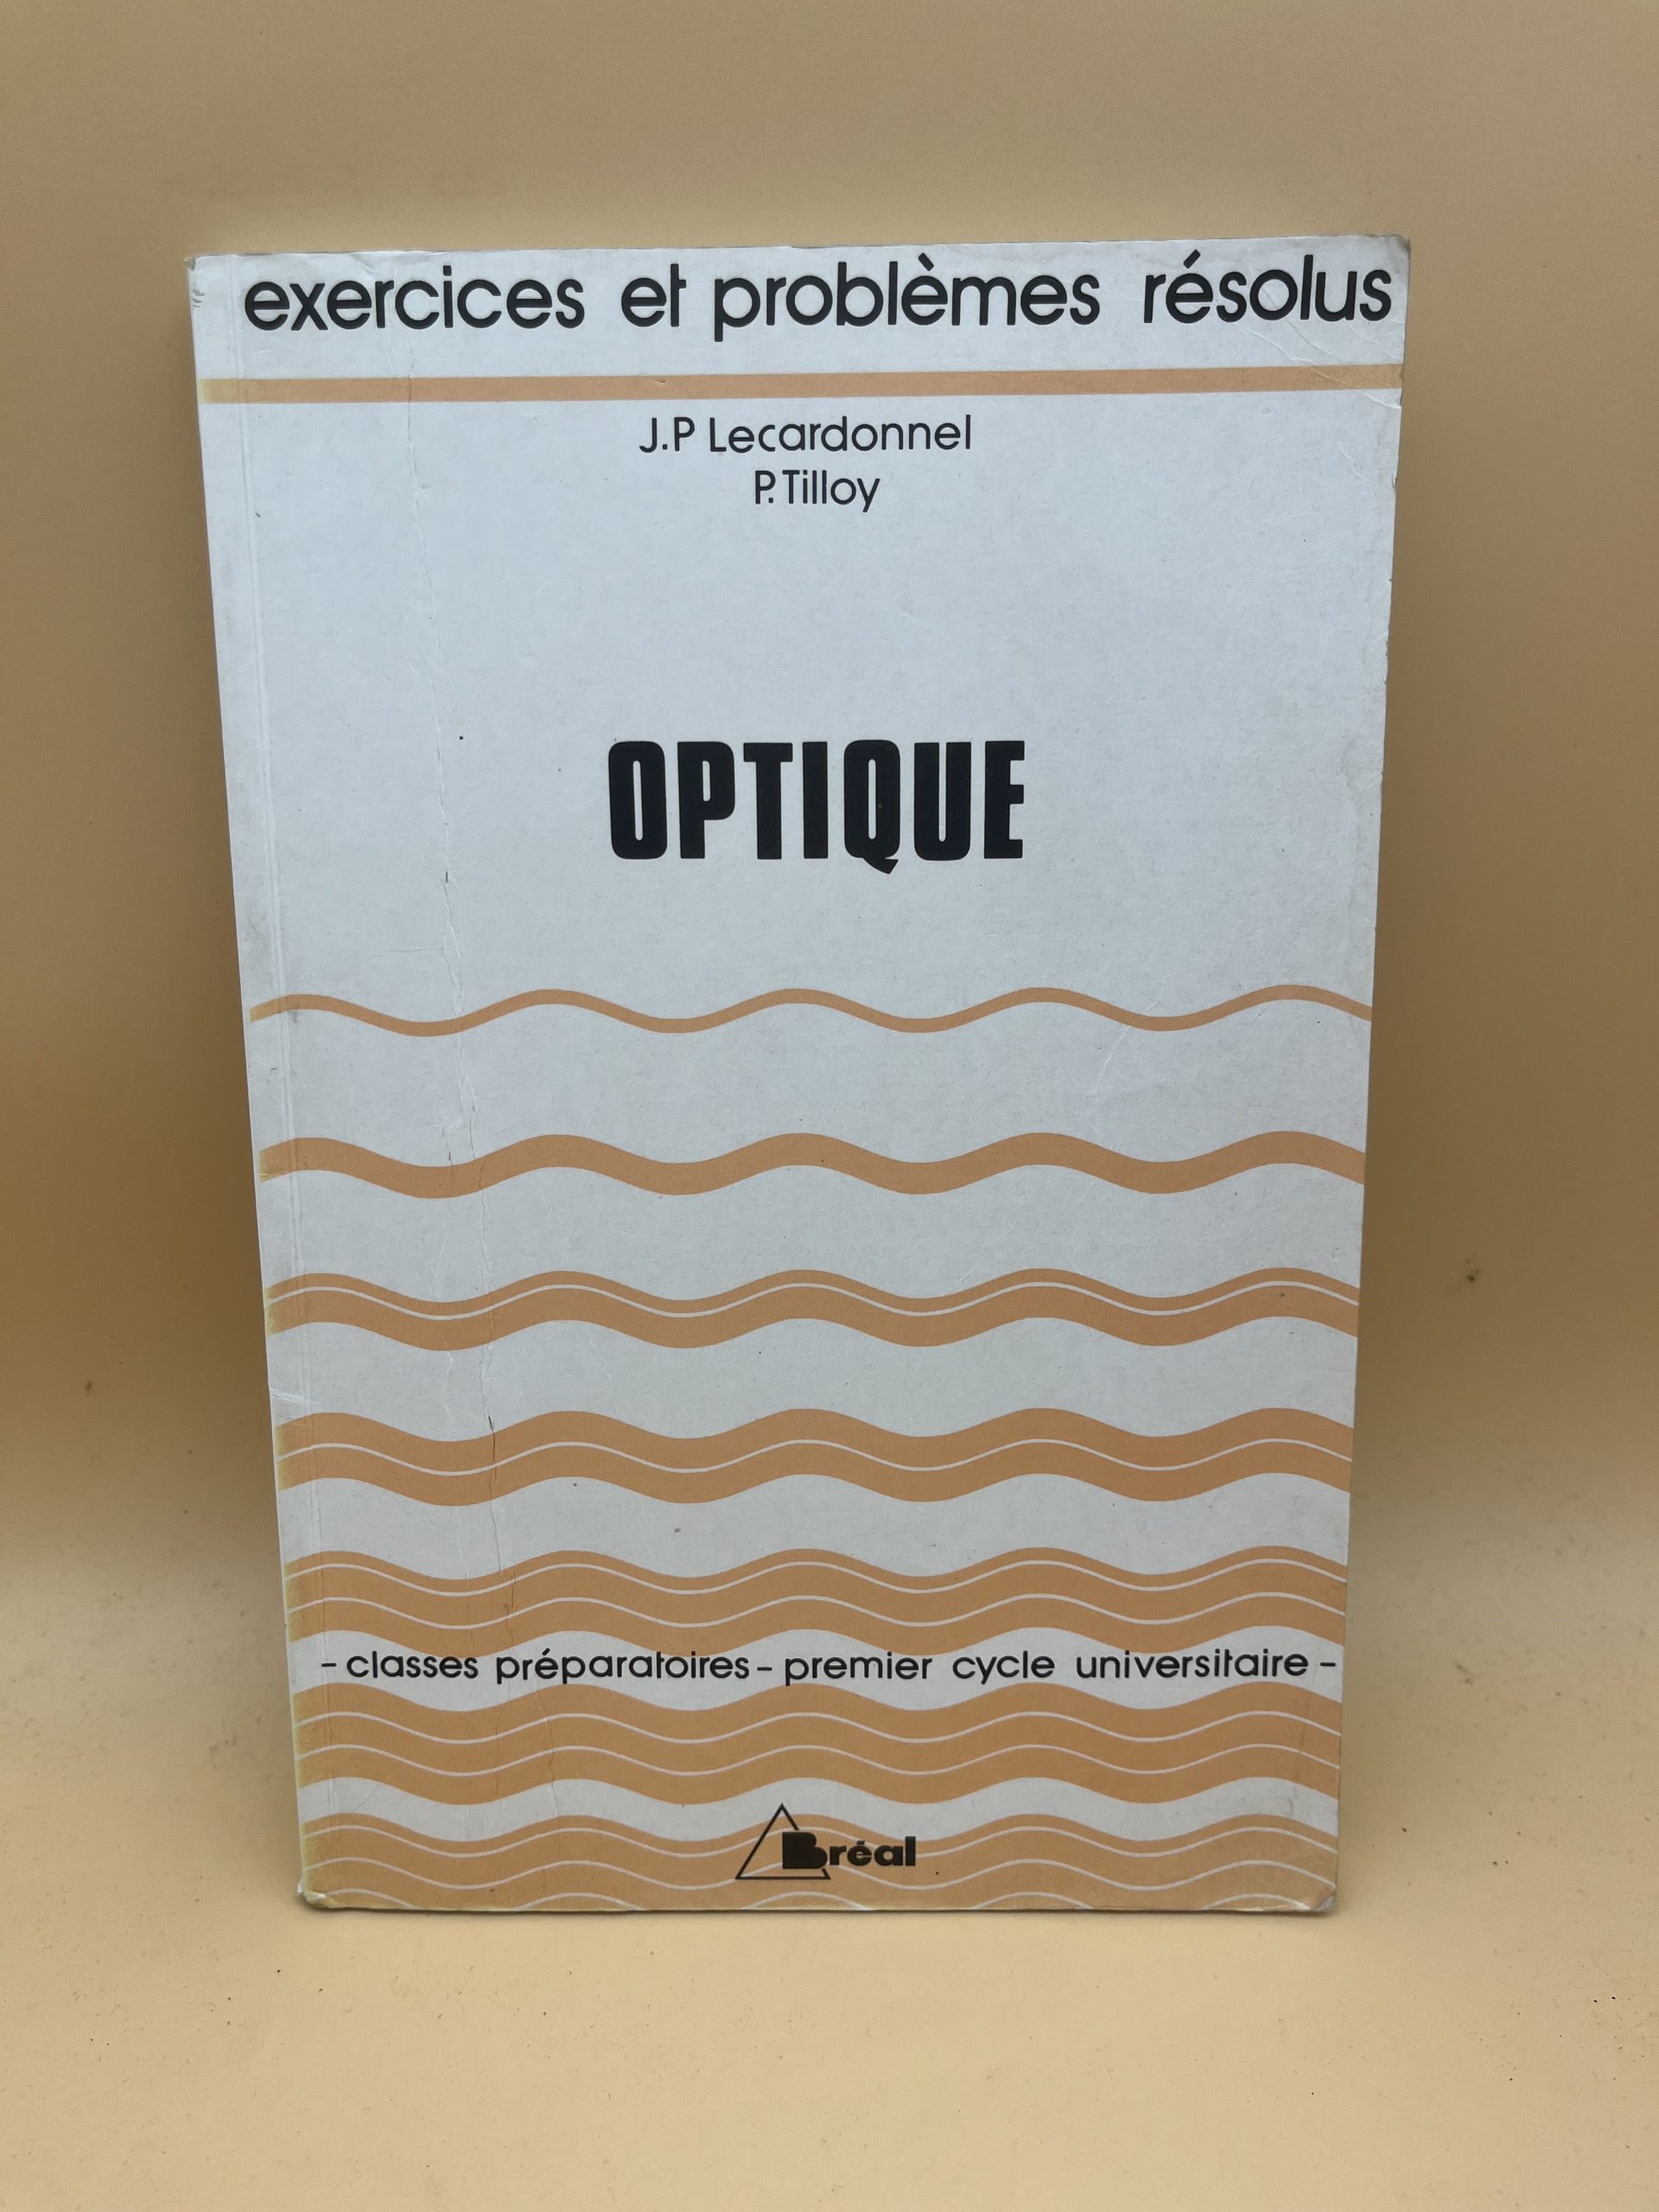 exercices et problèmes résolus
J.P Lecardonnel
P. Tilloy
OPTIQUE
- classes préparatoires - premier cycle universitaire -
Bréal